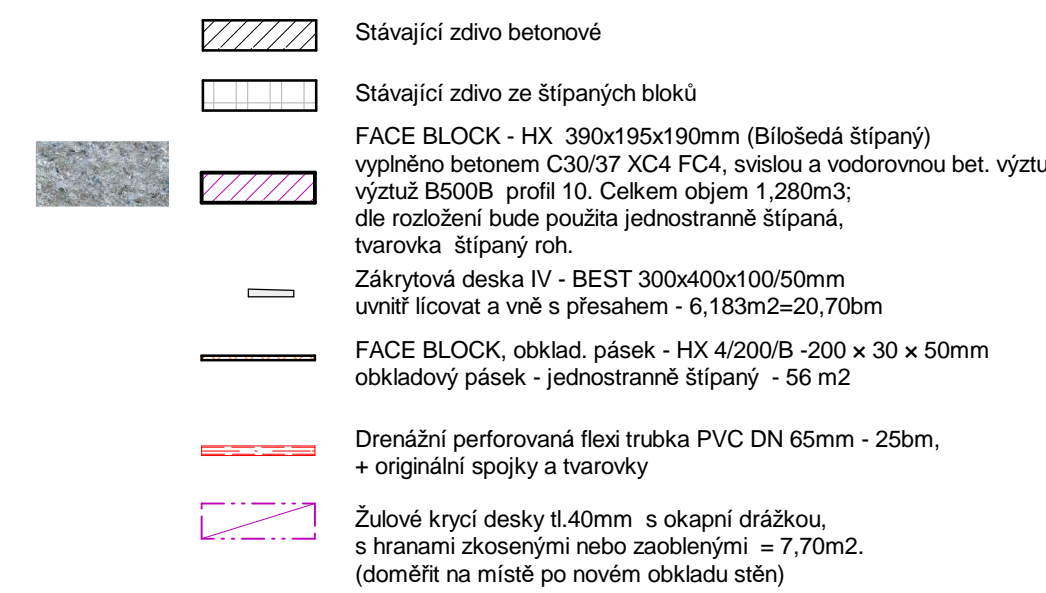 Stávající zdivo betonové
Stávající zdivo ze štípaných bloků
FACE BLOCK - HX 390x195x190mm (Bílošedá štípaný)
vyplněno betonem C30/37 XC4 FC4, svislou a vodorovnou bet. výztu
výztuž B500B profil 10. Celkem objem 1,280m3;
dle rozložení bude použita jednostranně štípaná,
tvarovka štípaný roh.
Zákrytová deska IV - BEST 300x400x100/50mm
uvnitř lícovat a vně s přesahem - 6,183m2=20,70bm
FACE BLOCK, obklad. pásek - HX 4/200/B -200 × 30 × 50mm
obkladový pásek - jednostranně štípaný - 56 m2
Drenážní perforovaná flexi trubka PVC DN 65mm - 25bm,
+ originální spojky a tvarovky
Žulové krycí desky tl.40mm s okapní drážkou,
s hranami zkosenými nebo zaoblenými = 7,70m2.
(doměřit na místě po novém obkladu stěn)